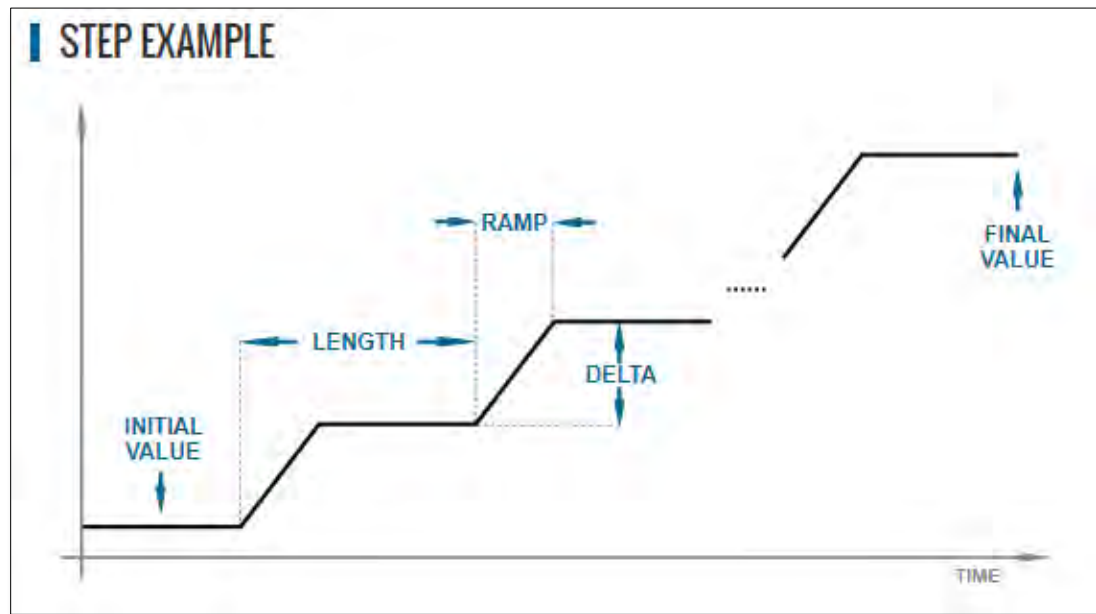 STEP EXAMPLE
RAMP
FINAL
VALUE
......
LENGTH
DELTA
INITIAL
VALUE
TIME